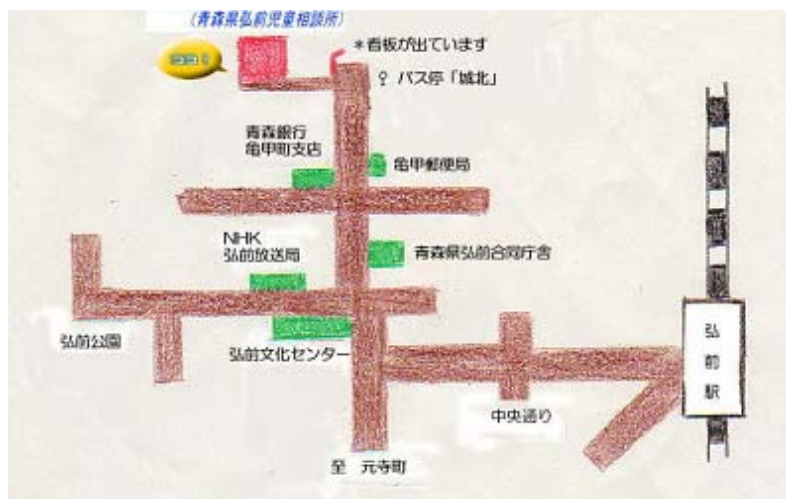 (青森県弘前児童相談所)
ココ!
*看板が出ています
バス停「城北」
青森銀行
亀甲町支店
亀甲郵便局
NHK
弘前放送局
青森県弘前合同庁舎
弘前公園
弘前文化センター
弘前駅
中央通り
至 元寺町